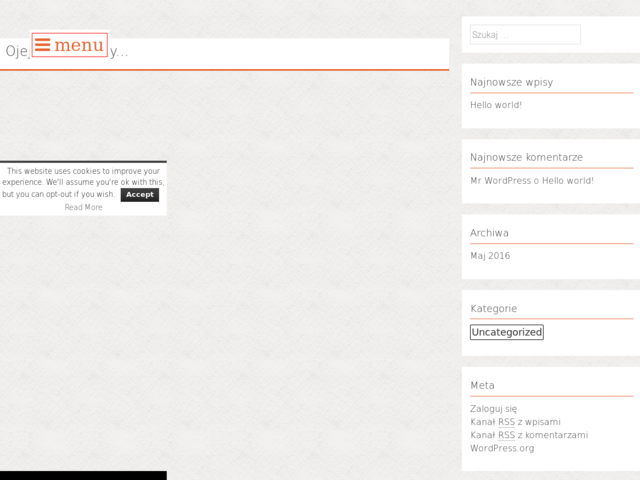 menu
This website uses cookies to improve your
experience. We'll assume you're ok with this,
but you can opt-out if you wish. Accept
Read More
Szukaj ...
Najnowsze wpisy
Hello world!
Najnowsze komentarze
Mr WordPress o Hello world!
Archiwa
Maj 2016
Kategorie
Uncategorized
Meta
Zaloguj się
Kanał RSS z wpisami
Kanał RSS z komentarzami
WordPress.org